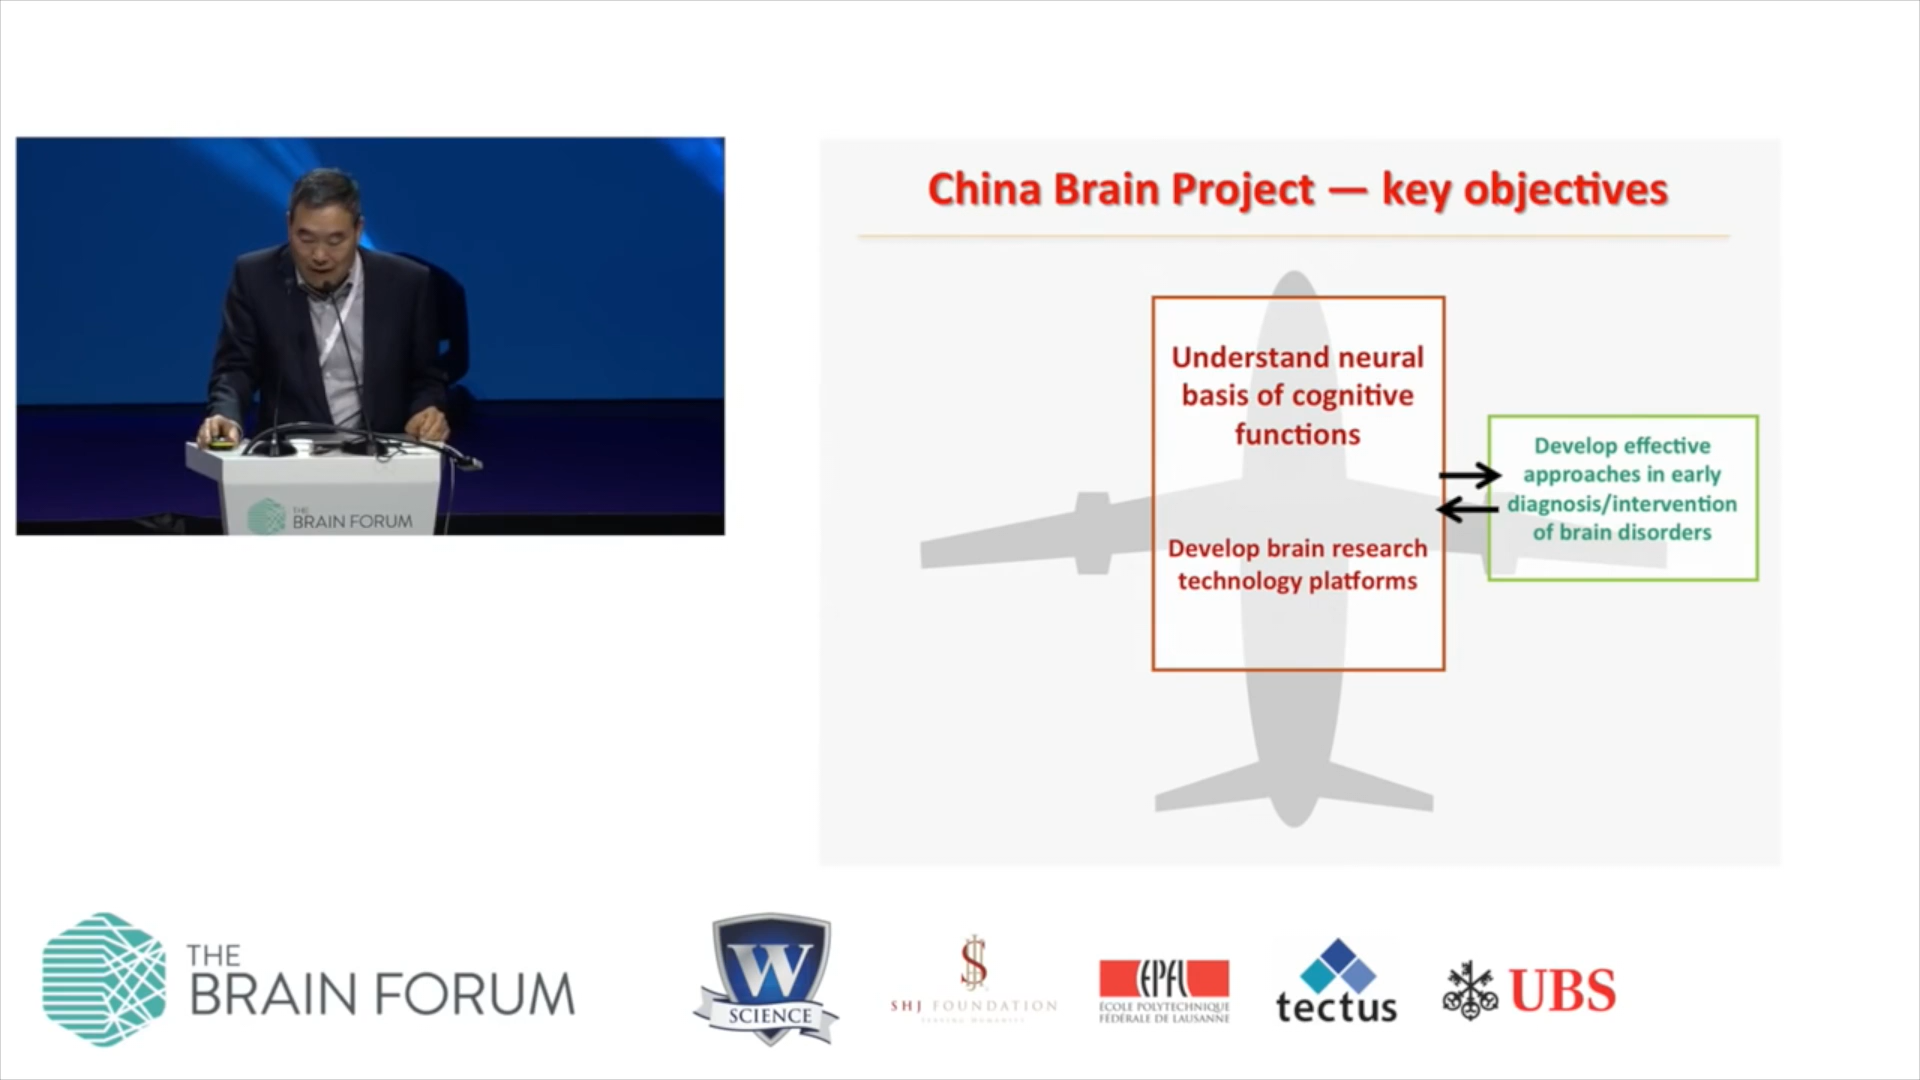 China Brain Project — key objectives
Understand neural
basis of cognitive
functions
Develop brain research
technology platforms
Develop effective
approaches in early
diagnosis/intervention
of brain disorders
THE
BRAIN FORUM
THE
BRAIN FORUM
W
SCIENCE
SHJ FOUNDATION
SERVING HUMANITY
EPFL
ÉCOLE POLYTECHNIQUE
FÉDÉRALE DE LAUSANNE
tectus
UBS